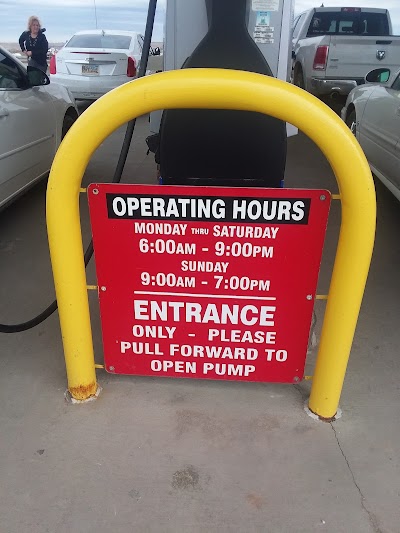 OPERATING HOURS
MONDAY THRU SATURDAY
6:00AM - 9:00PM
SUNDAY
9:00AM - 7:00PM
ENTRANCE
ONLY - PLEASE
PULL FORWARD TO
OPEN PUMP